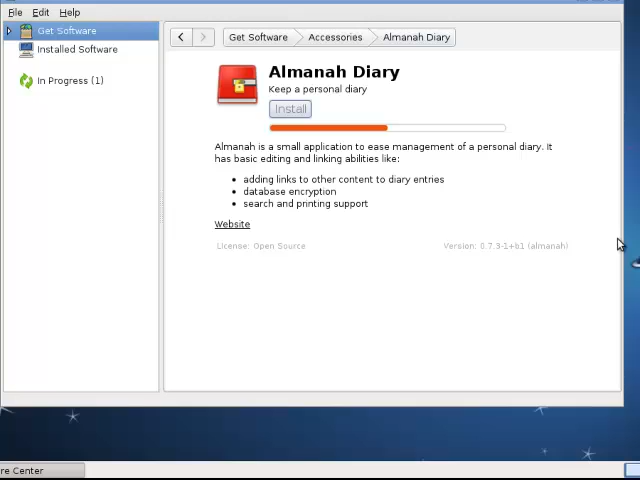 File Edit Help
Get Software
Installed Software
In Progress (1)
Get Software Accessories Almanah Diary
Almanah Diary
Keep a personal diary
Install
Almanah is a small application to ease management of a personal diary. It
has basic editing and linking abilities like:
adding links to other content to diary entries
database encryption
search and printing support
Website
License: Open Source Version: 0.7.3-1+b1 (almanah)
re Center